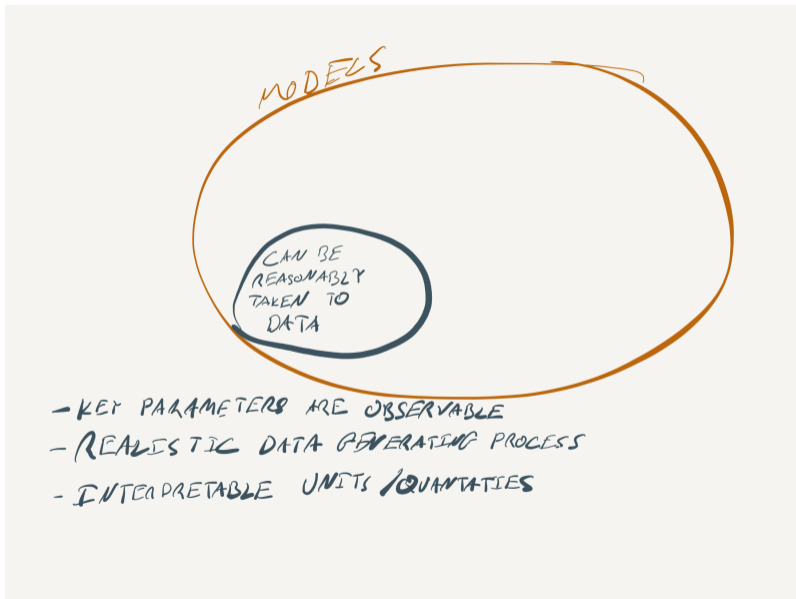 MODELS
CAN BE
REASONABLY
TAKEN TO
DATA
- KEY PARAMETERS ARE OBSERVABLE
- REALISTIC DATA GENERATING PROCESS
- INTERPRETABLE UNITS /QUANTATIES